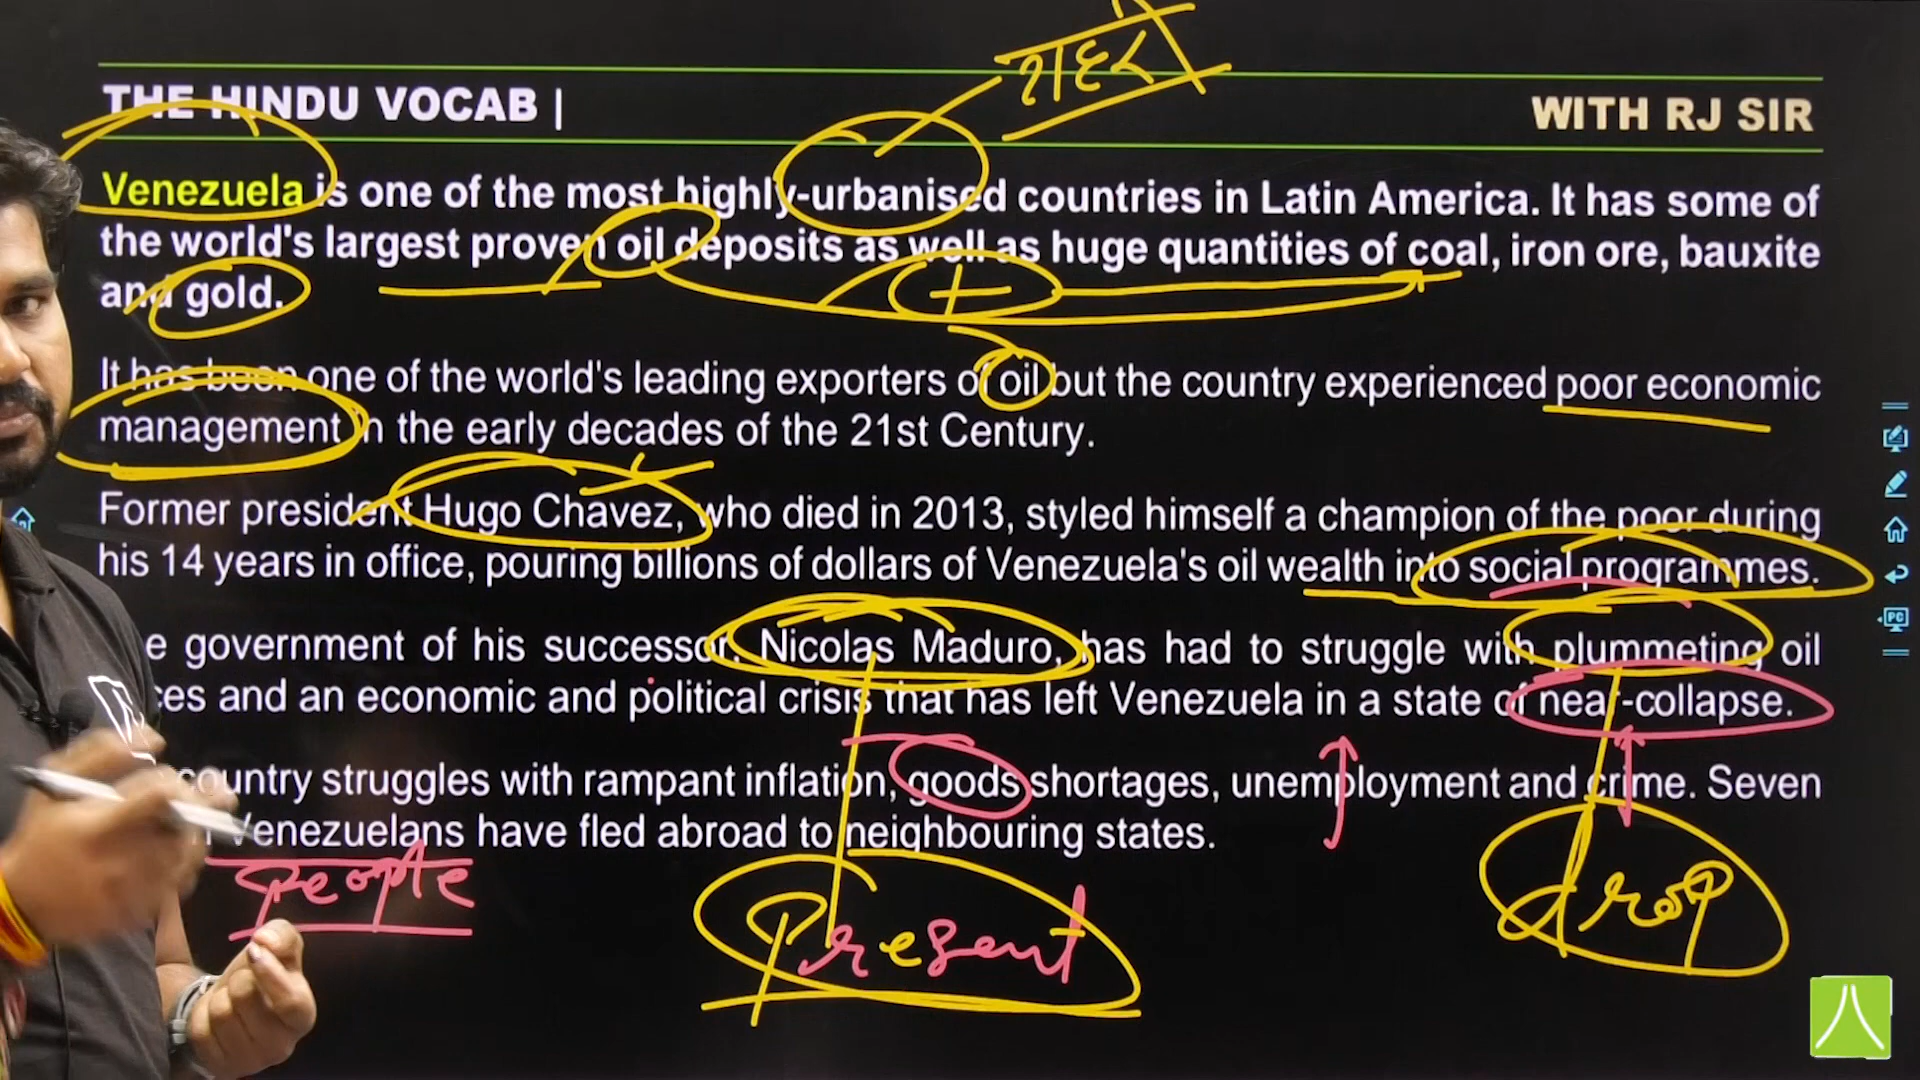 शहर
THE HINDU VOCAB |
WITH RJ SIR
Venezuela is one of the most highly-urbanised countries in Latin America. It has some of
the world's largest proven oil deposits as well as huge quantities of coal, iron ore, bauxite
and gold.
It has been one of the world's leading exporters of oil but the country experienced poor economic
management in the early decades of the 21st Century.
Former president Hugo Chavez, who died in 2013, styled himself a champion of the poor during
his 14 years in office, pouring billions of dollars of Venezuela's oil wealth into social programmes.
government of his successor, Nicolas Maduro, has had to struggle with plummeting oil
and an economic and political crisis that has left Venezuela in a state of near-collapse.
country struggles with rampant inflation, goods shortages, unemployment and crime. Seven
Venezuelans have fled abroad to neighbouring states.
people
Present
drop
PC